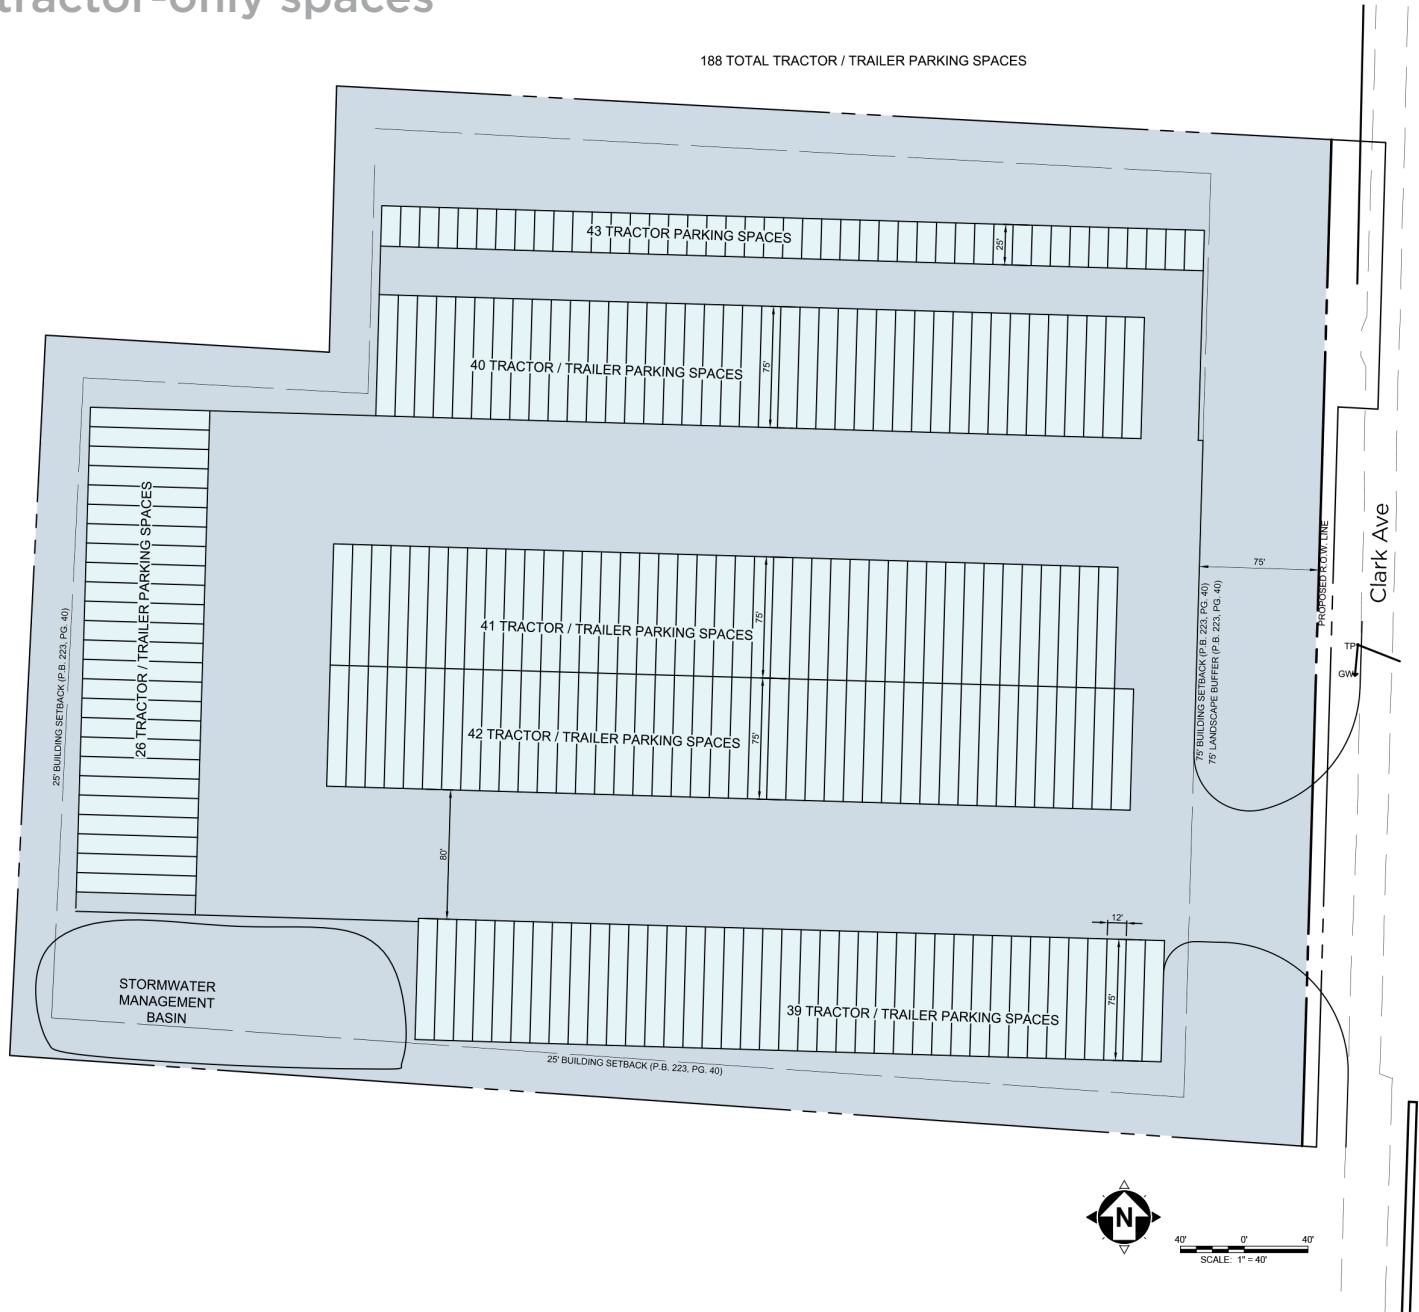 tractor-only spaces
188 TOTAL TRACTOR / TRAILER PARKING SPACES
43 TRACTOR PARKING SPACES
25'
40 TRACTOR / TRAILER PARKING SPACES
75'
26 TRACTOR / TRAILER PARKING SPACES
25' BUILDING SETBACK (P.B. 223, PG. 40)
41 TRACTOR / TRAILER PARKING SPACES
75'
42 TRACTOR / TRAILER PARKING SPACES
75'
75'
75' BUILDING SETBACK (P.B. 223, PG. 40)
75' LANDSCAPE BUFFER (P.B. 223, PG. 40)
PROPOSED R.O.W. LINE
Clark Ave
TP
GW
80'
12'
75'
39 TRACTOR / TRAILER PARKING SPACES
STORMWATER
MANAGEMENT
BASIN
25' BUILDING SETBACK (P.B. 223, PG. 40)
N
40' 0' 40'
SCALE: 1" = 40'